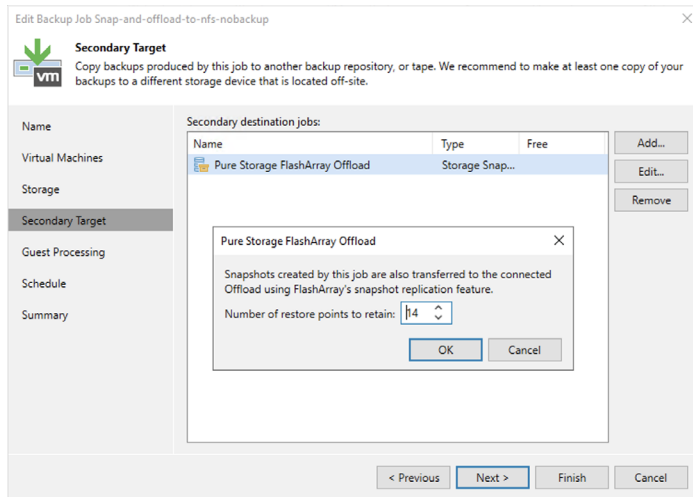 Edit Backup Job Snap-and-offload-to-nfs-nobackup
Secondary Target
Copy backups produced by this job to another backup repository, or tape. We recommend to make at least one copy of your
backups to a different storage device that is located off-site.
vm
Name
Virtual Machines
Storage
Secondary Target
Guest Processing
Schedule
Summary
Secondary destination jobs:
Name Type Free
Pure Storage FlashArray Offload Storage Snap...
Add...
Edit...
Remove
Pure Storage FlashArray Offload
Snapshots created by this job are also transferred to the connected
Offload using FlashArray's snapshot replication feature.
Number of restore points to retain: 14
OK Cancel
< Previous Next > Finish Cancel